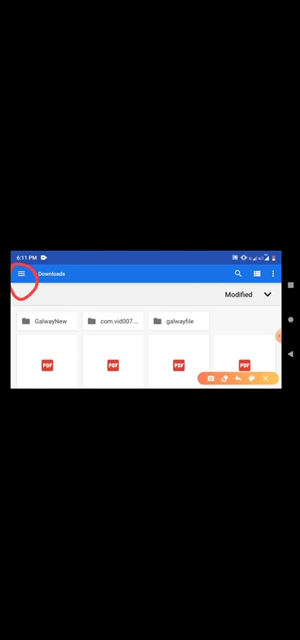 6:11 PM
Downloads
Modified
GalwayNew
com.vid007....
galwayfile
PDF
PDF
PDF
PDF